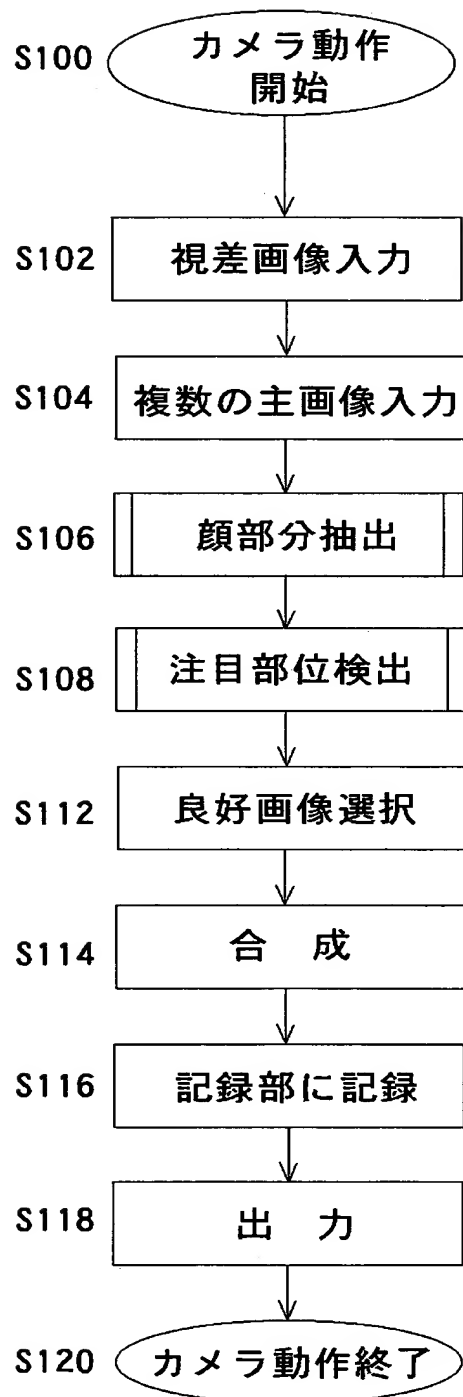 S100
カメラ動作
開始
S102
視差画像入力
S104
複数の主画像入力
S106
顔部分抽出
S108
注目部位検出
S112
良好画像選択
S114
合 成
S116
記録部に記録
S118
出 力
S120
カメラ動作終了